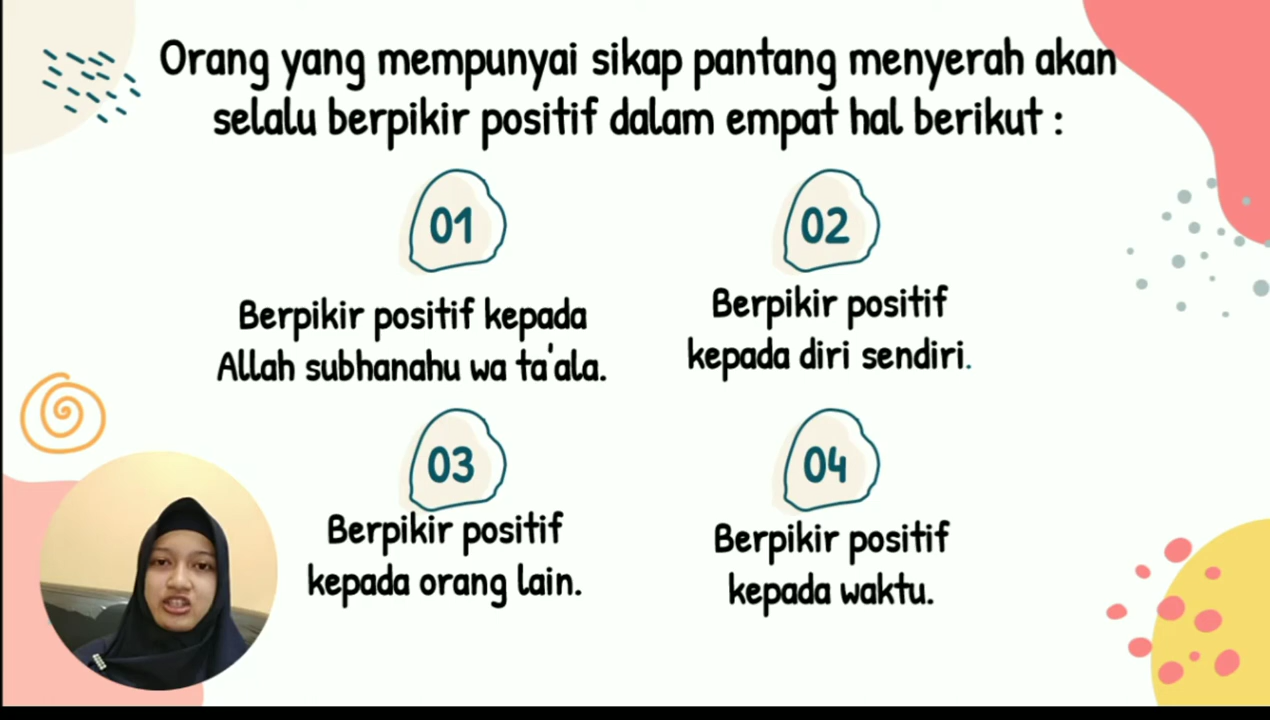 Orang yang mempunyai sikap pantang menyerah akan
selalu berpikir positif dalam empat hal berikut :
01
Berpikir positif kepada
Allah subhanahu wa ta'ala.
02
Berpikir positif
kepada diri sendiri.
03
Berpikir positif
kepada orang lain.
04
Berpikir positif
kepada waktu.